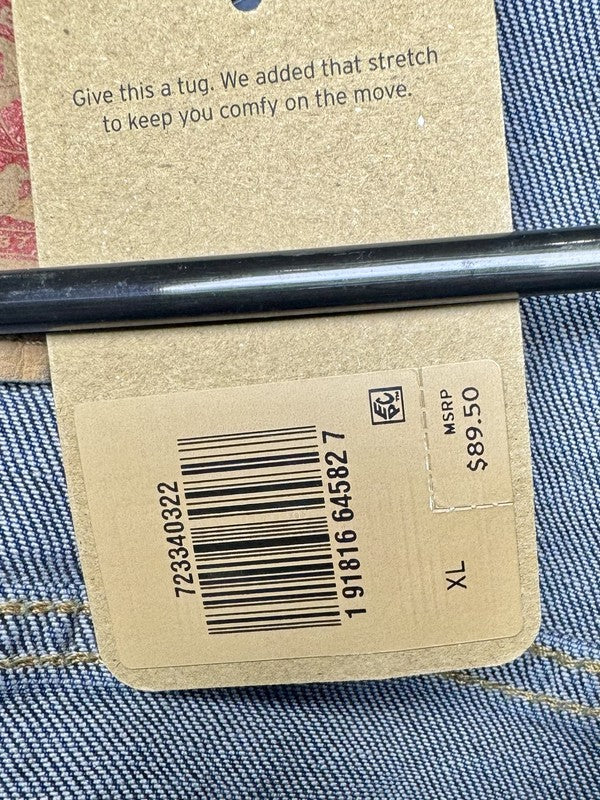 Give this a tug. We added that stretch
to keep you comfy on the move.
723340322
1 91816 64582 7
MSRP
$89.50
XL